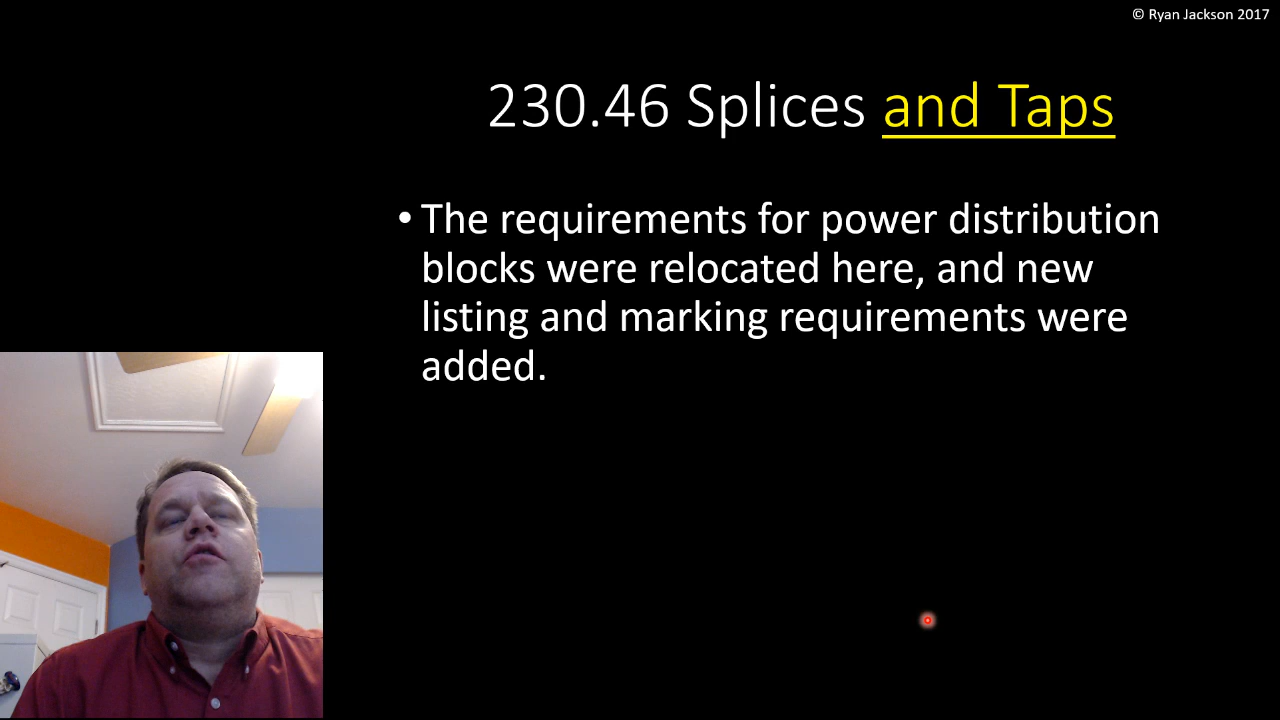 © Ryan Jackson 2017
230.46 Splices and Taps
• The requirements for power distribution
blocks were relocated here, and new
listing and marking requirements were
added.